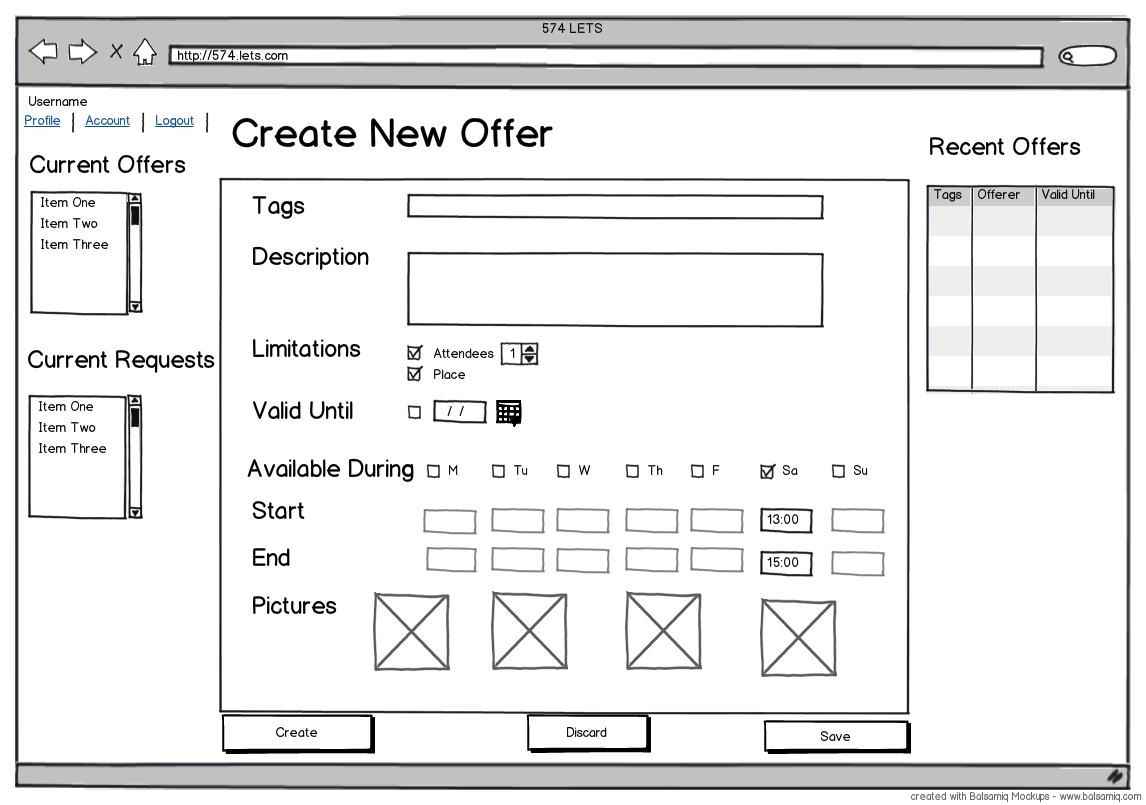 574 LETS
http://574.lets.com
Username
Profile | Account | Logout |
Create New Offer
Current Offers
Item One
Item Two
Item Three
Current Requests
Item One
Item Two
Item Three
Tags
Description
Limitations
Attendees 1
Place
Valid Until / /
Available During M Tu W Th F Sa Su
Start 13:00
End 15:00
Pictures
Create Discard Save
Recent Offers
Tags Offerer Valid Until
created with Balsamiq Mockups - www.balsamiq.com